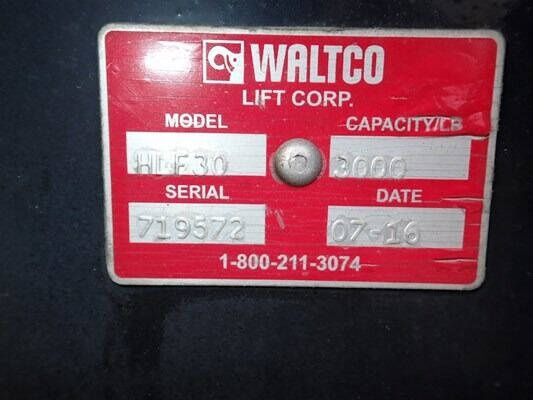 WALTCO
LIFT CORP.
MODEL CAPACITY/LB
HLF30 3000
SERIAL DATE
719572 07-16
1-800-211-3074